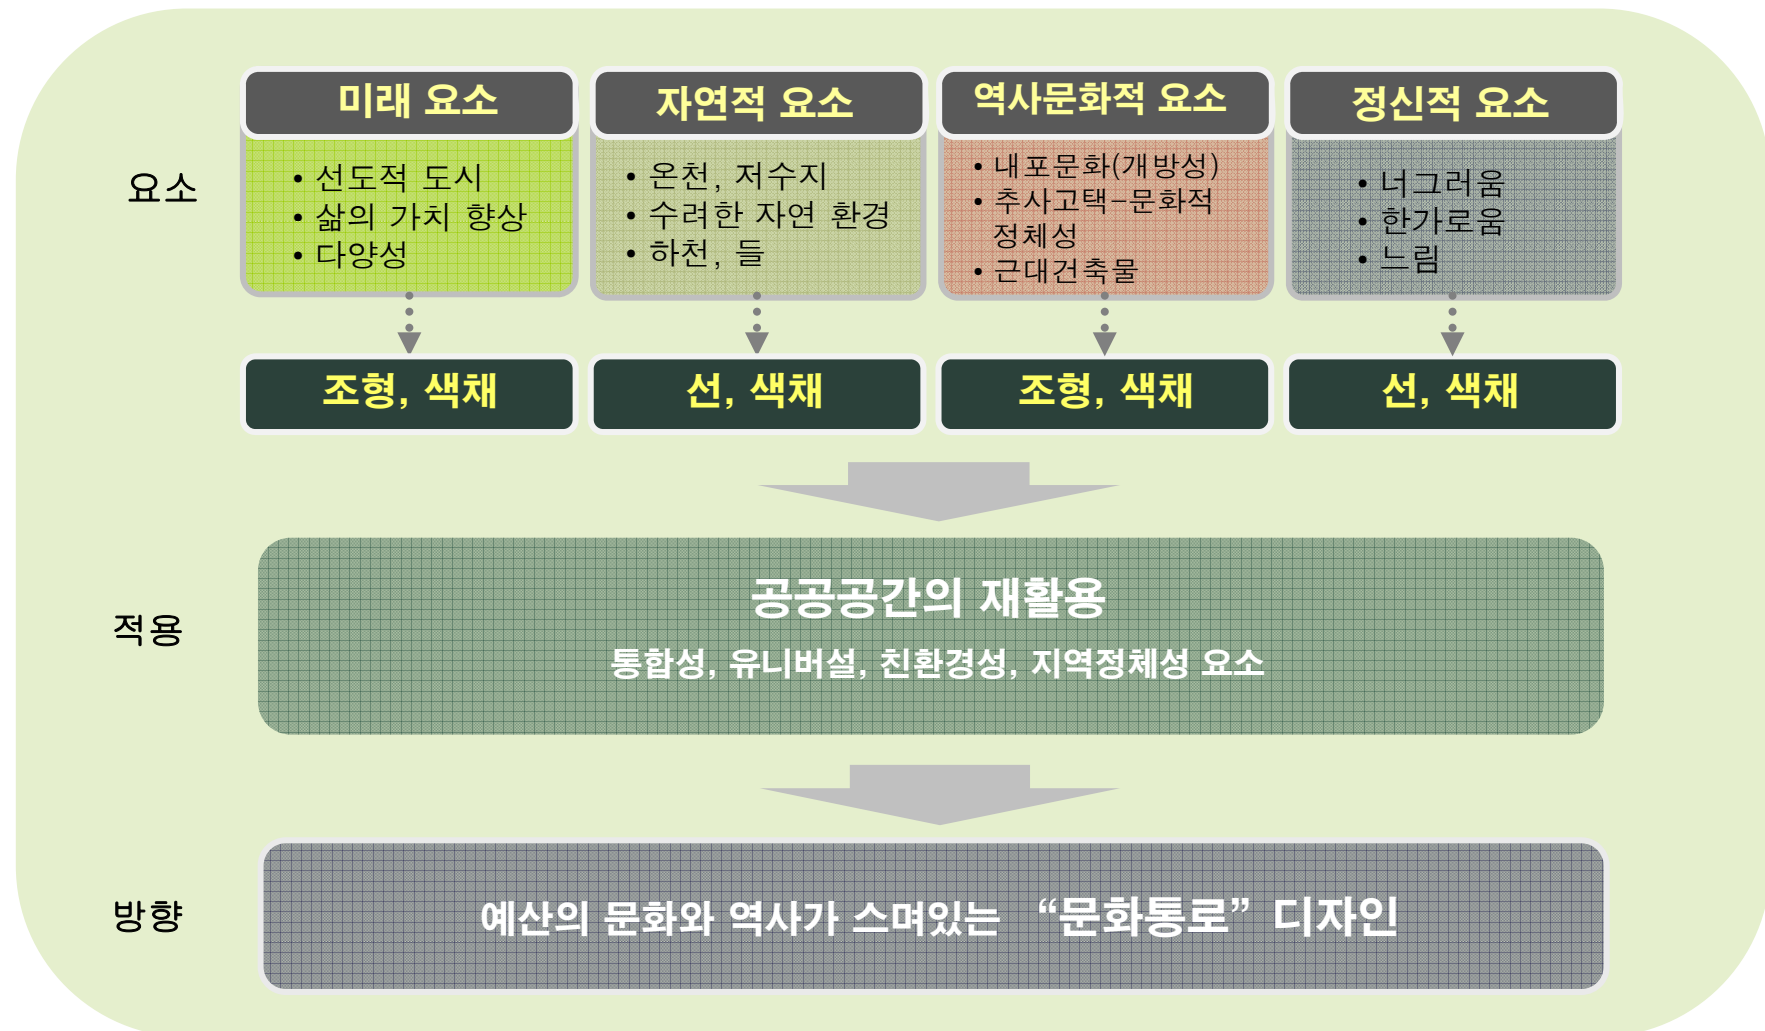 미래 요소
자연적 요소
역사문화적 요소
정신적 요소
요소
• 선도적 도시
• 삶의 가치 향상
• 다양성
• 온천, 저수지
• 수려한 자연 환경
• 하천, 들
• 내포문화(개방성)
• 추사고택-문화적
정체성
• 근대건축물
• 너그러움
• 한가로움
• 느림
조형, 색채
선, 색채
조형, 색채
선, 색채
적용
공공공간의 재활용
통합성, 유니버설, 친환경성, 지역정체성 요소
방향
예산의 문화와 역사가 스며있는 “문화통로” 디자인